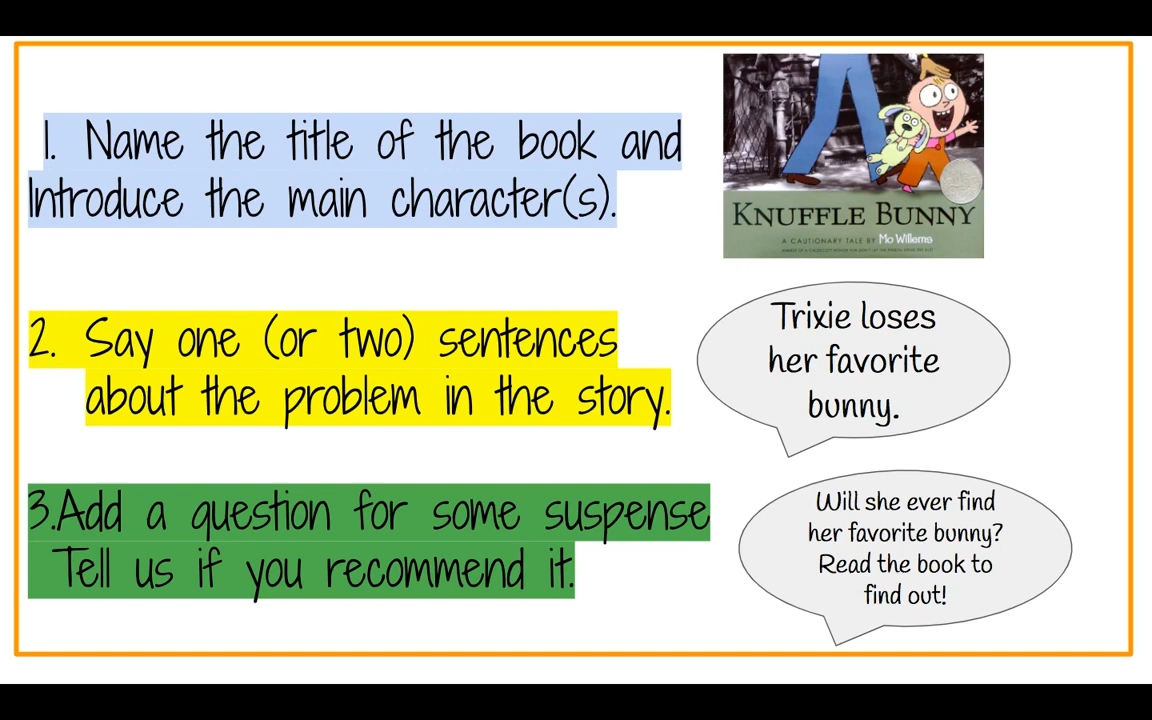 1. Name the title of the book and
Introduce the main character(s).
KNUFFLE BUNNY
A CAUTIONARY TALE BY Mo Willems
2. Say one (or two) sentences
about the problem in the story.
Trixie loses
her favorite
bunny.
3.Add a question for some suspense
Tell us if you recommend it.
Will she ever find
her favorite bunny?
Read the book to
find out!